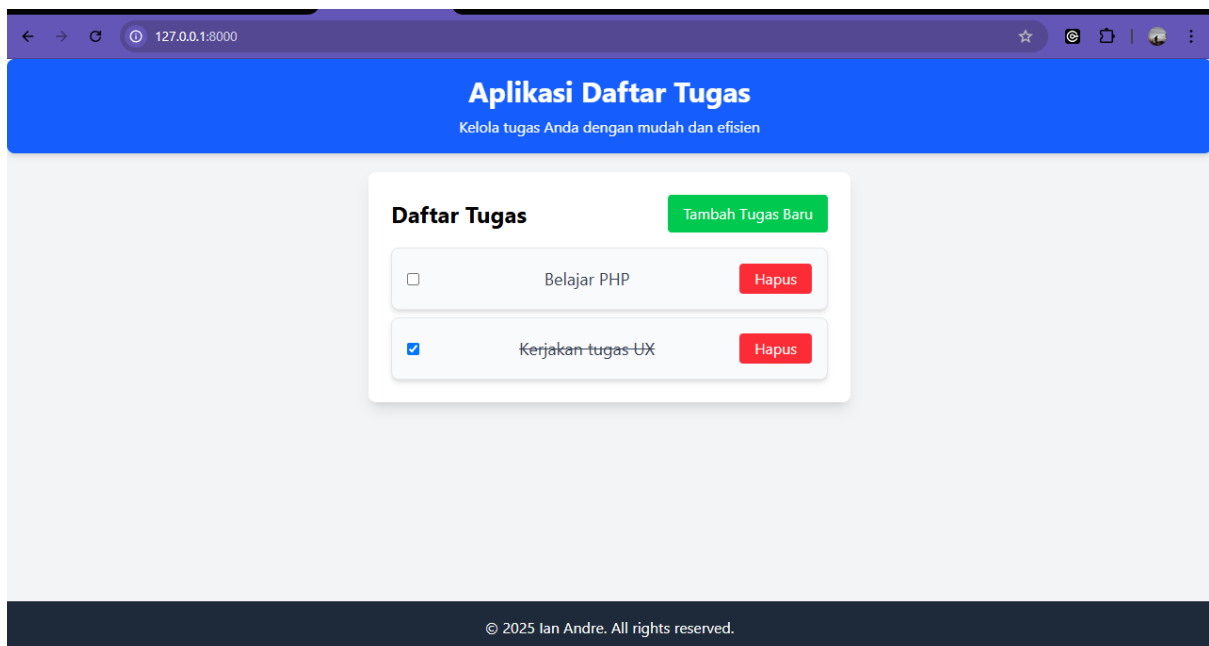 127.0.0.1:8000
Aplikasi Daftar Tugas
Kelola tugas Anda dengan mudah dan efisien
Daftar Tugas
Tambah Tugas Baru
Belajar PHP
Hapus
Kerjakan tugas UX
Hapus
© 2025 Ian Andre. All rights reserved.